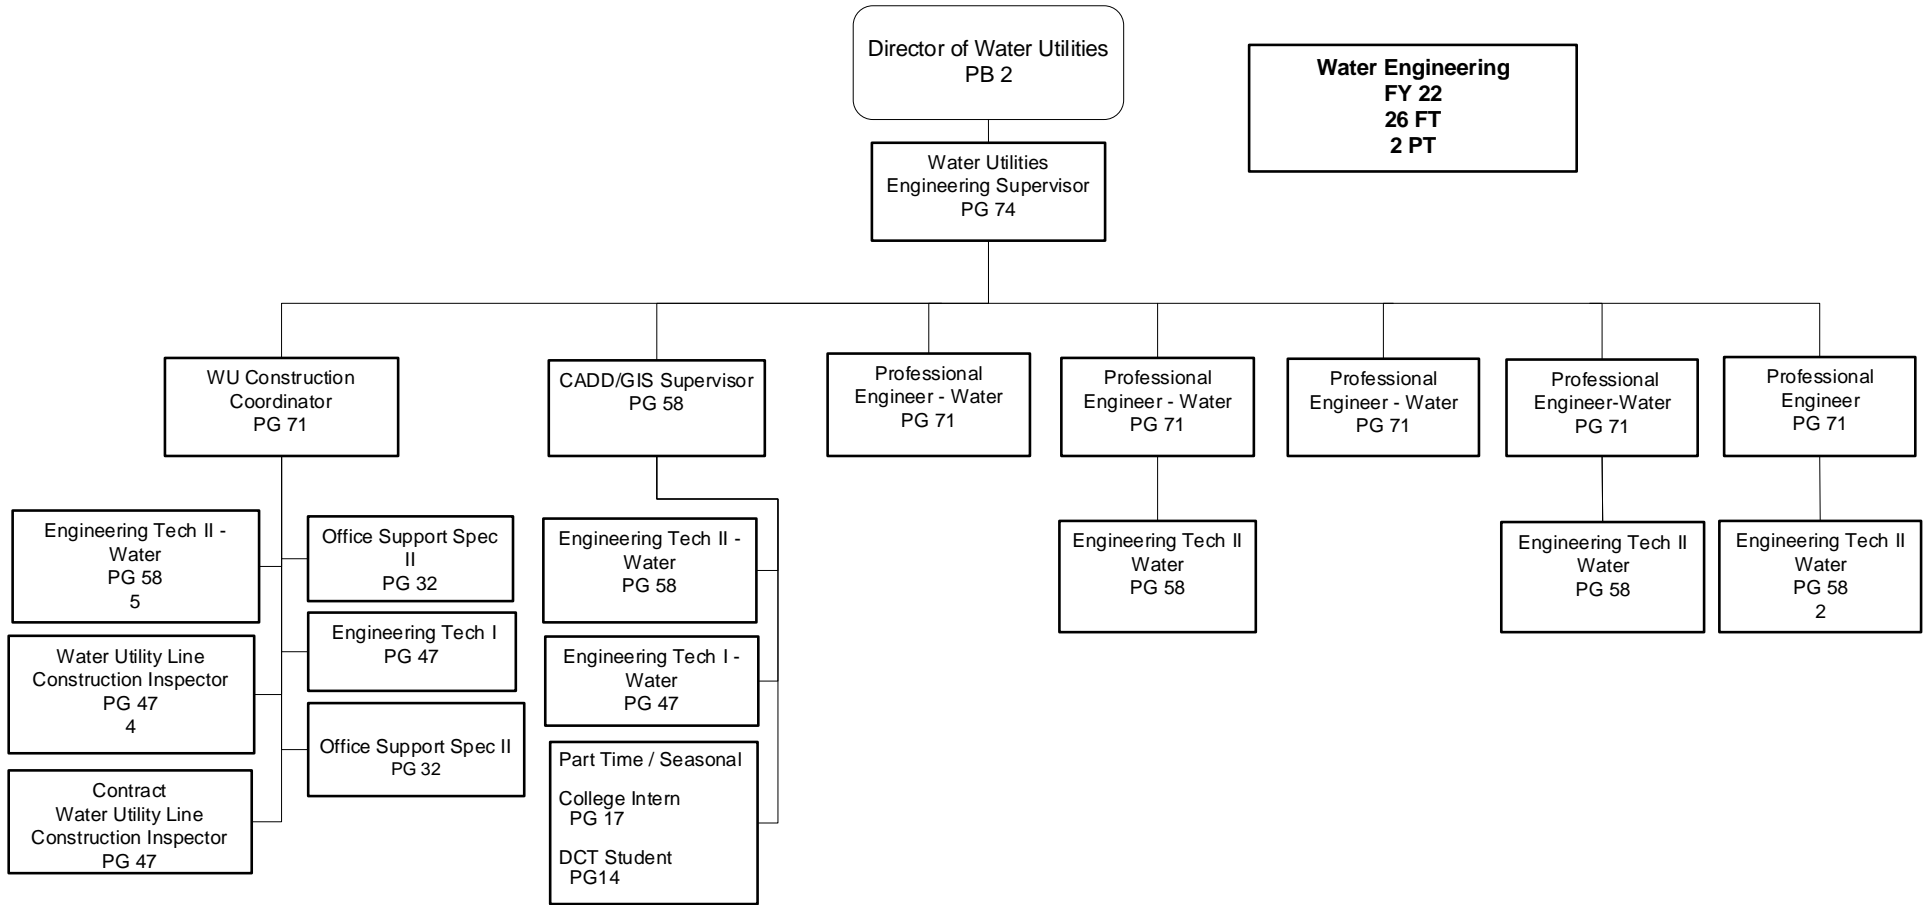 Director of Water Utilities
PB 2
Water Engineering
FY 22
26 FT
2 PT
Water Utilities
Engineering Supervisor
PG 74
WU Construction
Coordinator
PG 71
CADD/GIS Supervisor
PG 58
Professional
Engineer - Water
PG 71
Professional
Engineer - Water
PG 71
Professional
Engineer - Water
PG 71
Professional
Engineer-Water
PG 71
Professional
Engineer
PG 71
Engineering Tech II -
Water
PG 58
5
Water Utility Line
Construction Inspector
PG 47
4
Contract
Water Utility Line
Construction Inspector
PG 47
Office Support Spec
II
PG 32
Engineering Tech I
PG 47
Office Support Spec II
PG 32
Engineering Tech II -
Water
PG 58
Engineering Tech I -
Water
PG 47
Part Time / Seasonal
College Intern
PG 17
DCT Student
PG14
Engineering Tech II
Water
PG 58
Engineering Tech II
Water
PG 58
Engineering Tech II
Water
PG 58
2